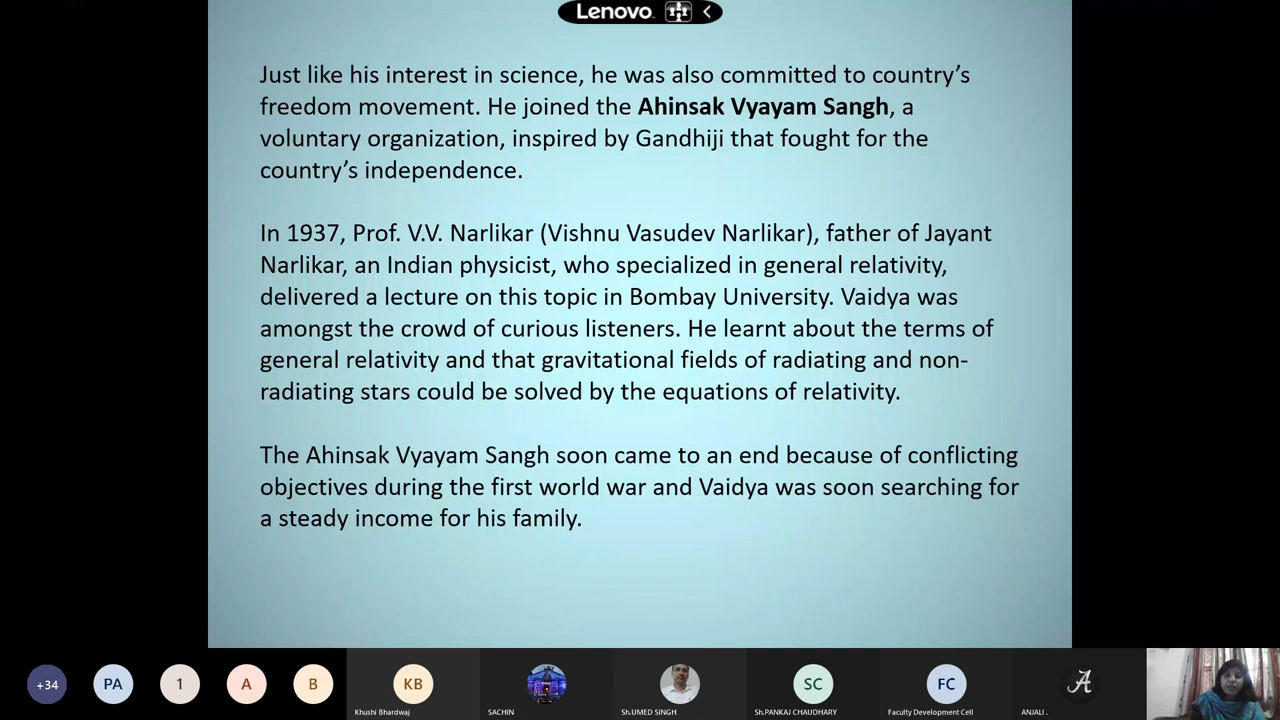 Lenovo
Just like his interest in science, he was also committed to country's
freedom movement. He joined the Ahinsak Vyayam Sangh, a
voluntary organization, inspired by Gandhiji that fought for the
country's independence.
In 1937, Prof. V.V. Narlikar (Vishnu Vasudev Narlikar), father of Jayant
Narlikar, an Indian physicist, who specialized in general relativity,
delivered a lecture on this topic in Bombay University. Vaidya was
amongst the crowd of curious listeners. He learnt about the terms of
general relativity and that gravitational fields of radiating and non-
radiating stars could be solved by the equations of relativity.
The Ahinsak Vyayam Sangh soon came to an end because of conflicting
objectives during the first world war and Vaidya was soon searching for
a steady income for his family.
+34
PA
1
A
B
KB
SC
FC
A
Khushi Bhardwaj
SACHIN
Sh.UMED SINGH
Sh.PANKAJ CHAUDHARY
Faculty Development Cell
ANJALI .